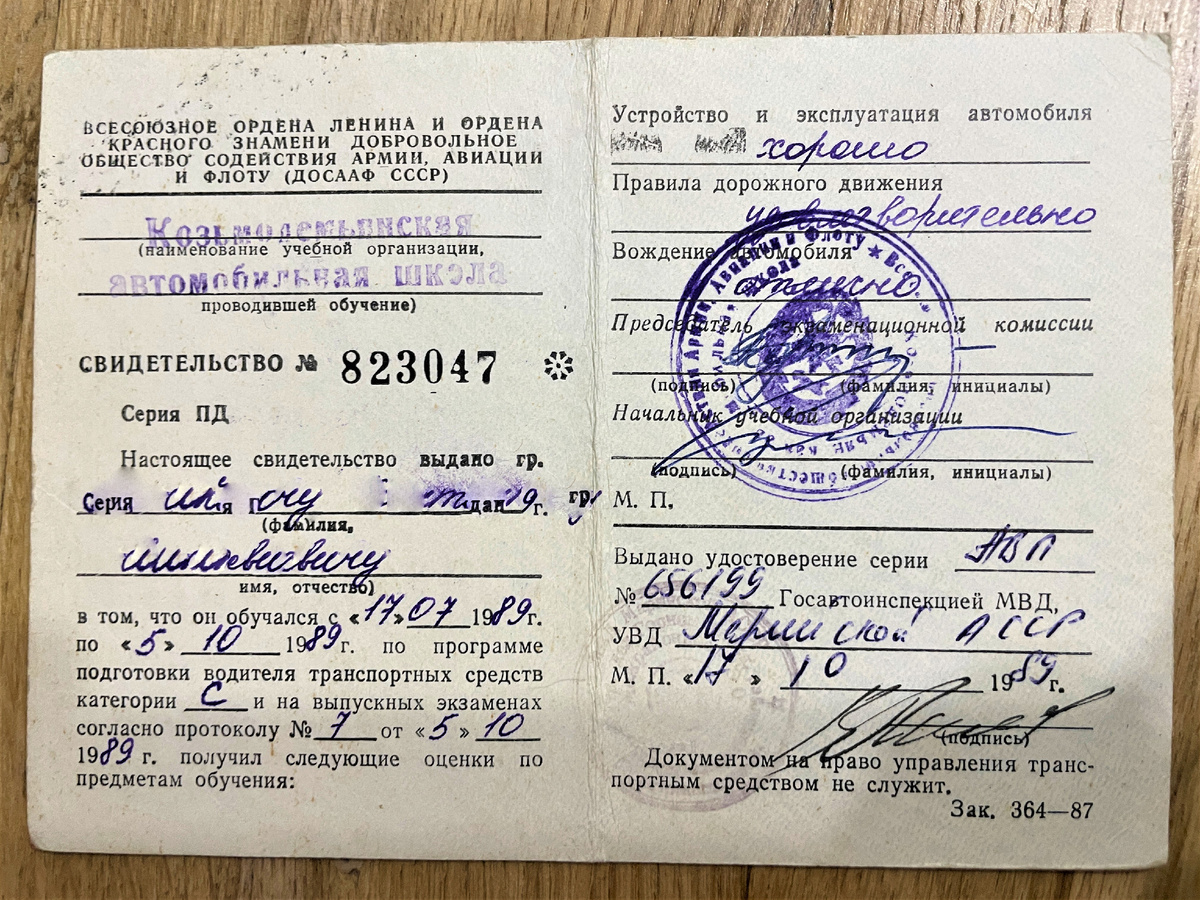 ВСЕСОЮЗНОЕ ОРДЕНА ЛЕНИНА И ОРДЕНА
КРАСНОГО ЗНАМЕНИ ДОБРОВОЛЬНОЕ
ОБЩЕСТВО СОДЕЙСТВИЯ АРМИИ, АВИАЦИИ
И ФЛОТУ (ДОСААФ СССР)
Козьмодемьянская
(наименование учебной организации,
автомобильная школа
проводившей обучение)
СВИДЕТЕЛЬСТВО № 823047
Серия ПД
Настоящее свидетельство выдано гр.
Серия г. гр.
(фамилия,
имя, отчество)
в том, что он обучался с «17» 07 1989г.
по «5» 10 1989г. по программе
подготовки водителя транспортных средств
категории С и на выпускных экзаменах
согласно протоколу № 7 от «5» 10
1989 г. получил следующие оценки по
предметам обучения:
Устройство и эксплуатация автомобиля
хорошо
Правила дорожного движения
удовлетворительно
Вождение автомобиля
отлично
Председатель экзаменационной комиссии
(подпись) (фамилия, инициалы)
Начальник учебной организации
(подпись) (фамилия, инициалы)
М. П.
Выдано удостоверение серии АВП
№ 656199 Госавтоинспекцией МВД,
УВД Марийской АССР
М. П. «17» 10 1989г.
(подпись)
Документом на право управления транс-
портным средством не служит.
Зак. 364—87